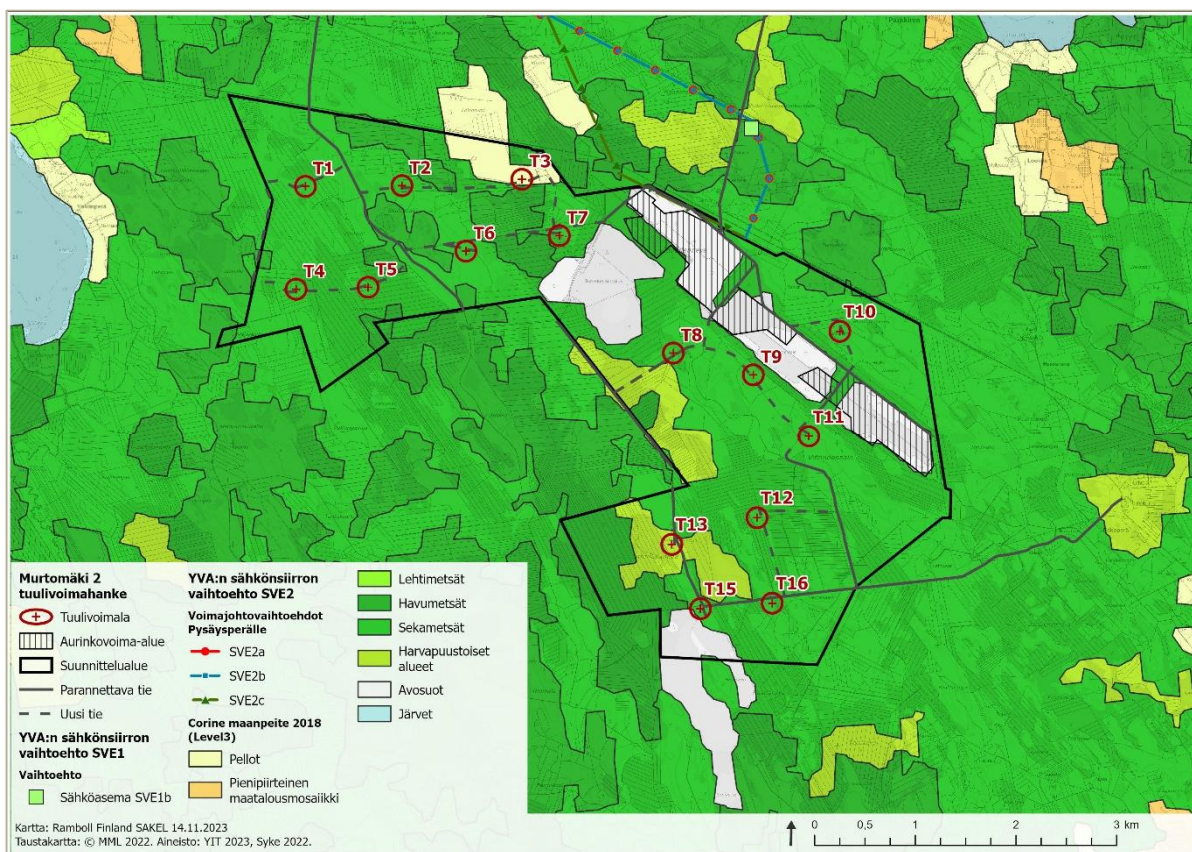 T1
T2
T3
T7
T6
T4
T5
T10
T8
T9
T11
T12
T13
T15
T16
Murtomäki 2
tuulivoimahanke
Tuulivoimala
Aurinkovoima-alue
Suunnittelualue
Parannettava tie
Uusi tie
YVA:n sähkönsiirron
vaihtoehto SVE1
Vaihtoehto
Sähköasema SVE1b
YVA:n sähkönsiirron
vaihtoehto SVE2
Voimajohtovaihtoehdot
Pysäysperälle
SVE2a
SVE2b
SVE2c
Corine maanpeite 2018
(Level3)
Pellot
Pienipiirteinen
maatalousmosaiikki
Lehtimetsät
Havumetsät
Sekametsät
Harvapuustoiset
alueet
Avosuot
Järvet
Kartta: Ramboll Finland SAKEL 14.11.2023
Taustakartta: © MML 2022. Aineisto: YIT 2023, Syke 2022.
0 0,5 1 2 3 km